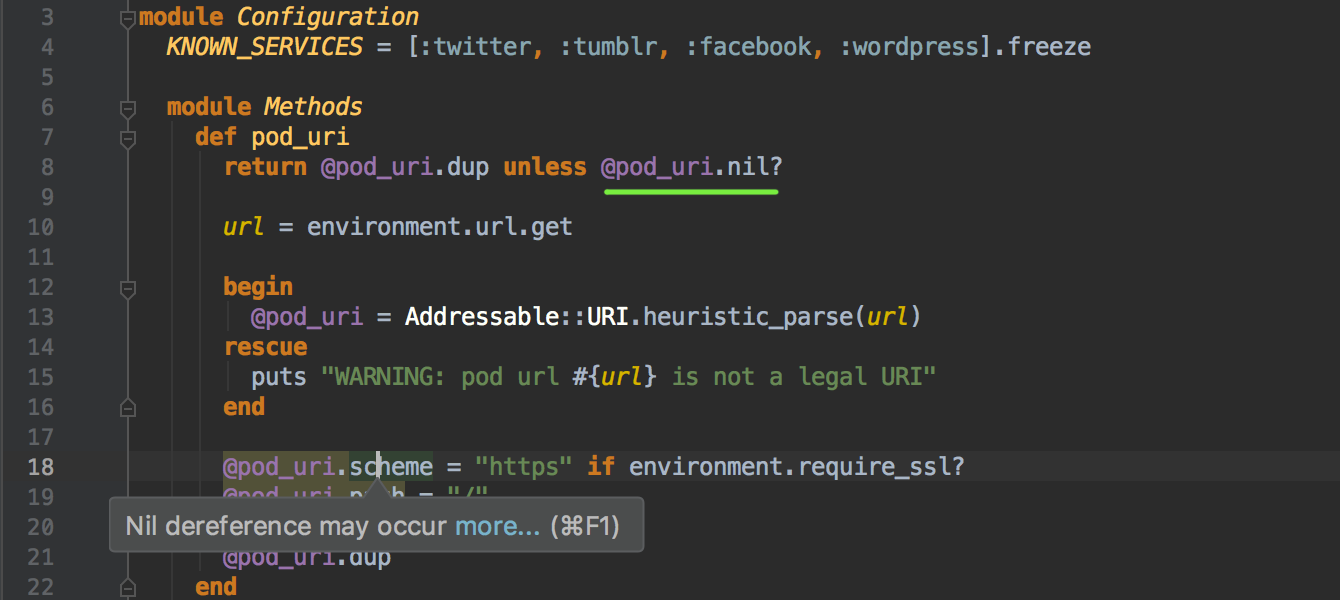 3 module Configuration
4 KNOWN_SERVICES = [:twitter, :tumblr, :facebook, :wordpress].freeze
5
6 module Methods
7 def pod_uri
8 return @pod_uri.dup unless @pod_uri.nil?
9
10 url = environment.url.get
11
12 begin
13 @pod_uri = Addressable::URI.heuristic_parse(url)
14 rescue
15 puts "WARNING: pod url #{url} is not a legal URI"
16 end
17
18 @pod_uri.scheme = "https" if environment.require_ssl?
19 @pod_uri.path = "/"
20 Nil dereference may occur more... (⌘F1)
21 @pod_uri.dup
22 end